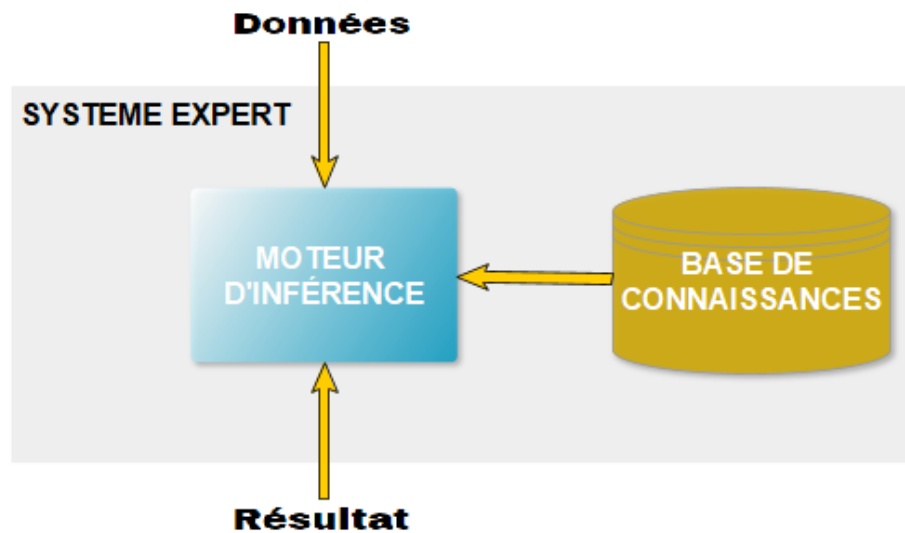 Données
SYSTEME EXPERT
MOTEUR
D'INFÉRENCE
BASE DE
CONNAISSANCES
Résultat